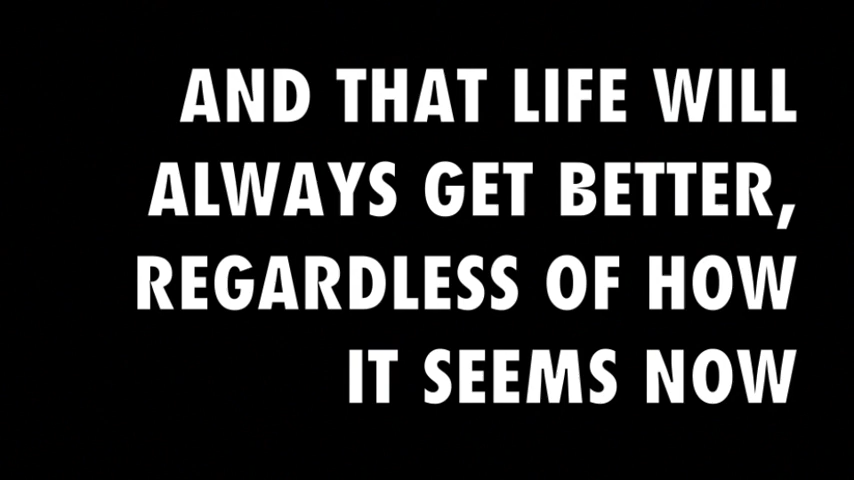 AND THAT LIFE WILL
ALWAYS GET BETTER,
REGARDLESS OF HOW
IT SEEMS NOW